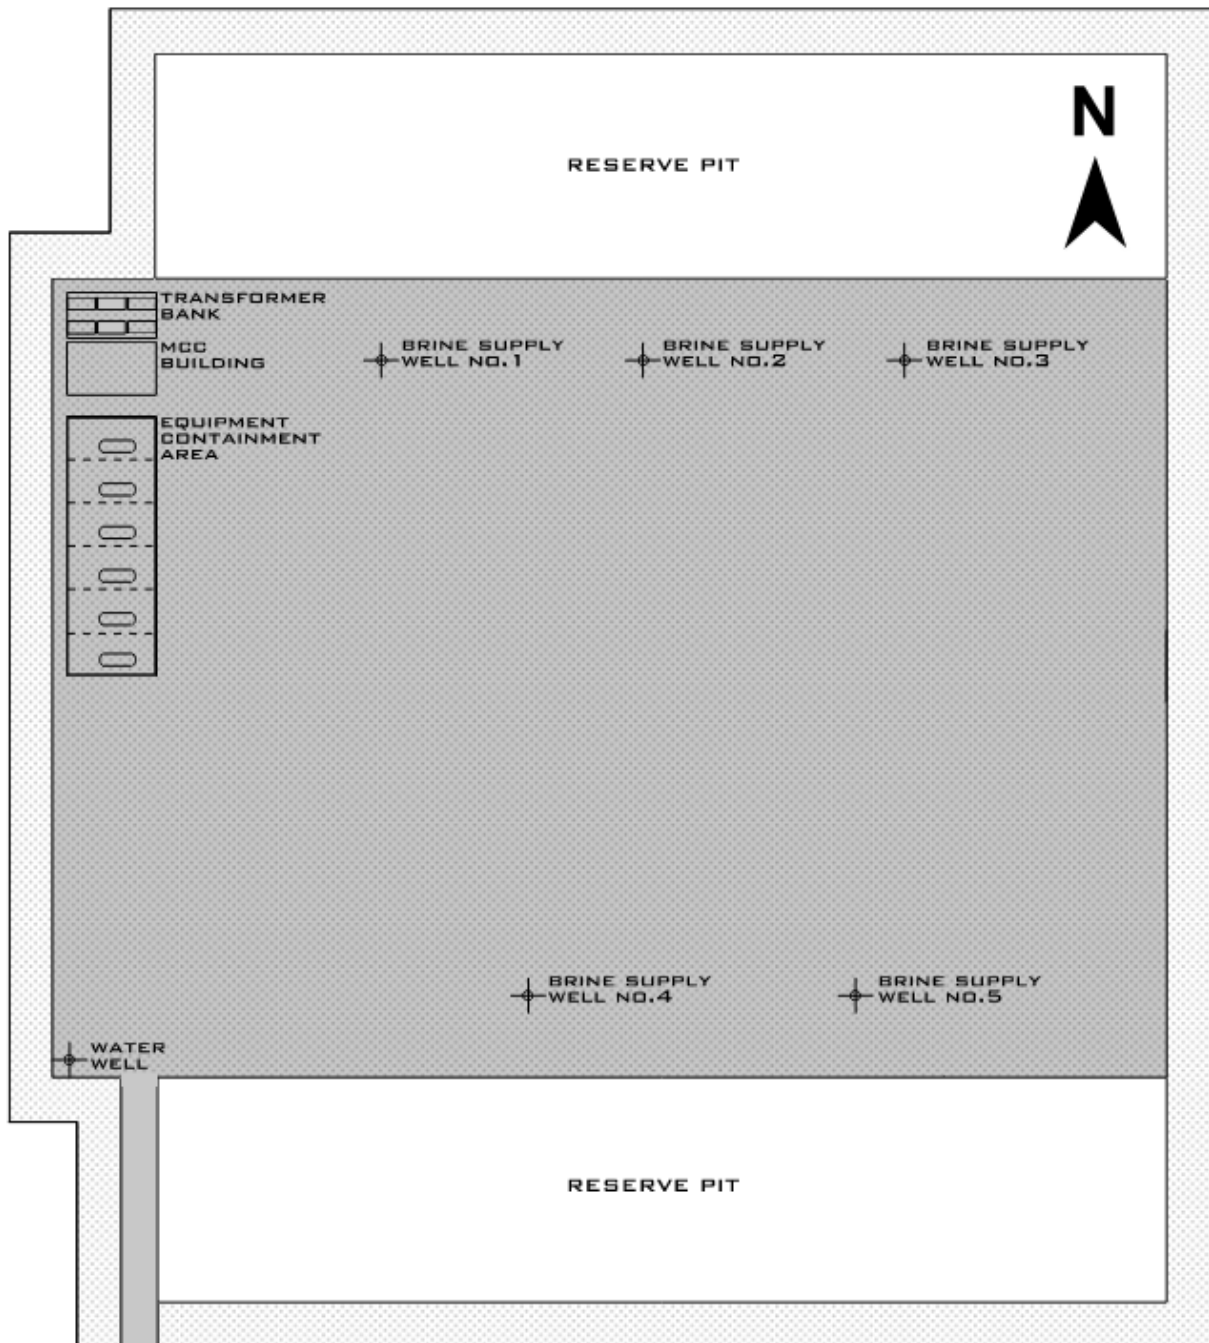 N
RESERVE PIT
TRANSFORMER
BANK
MCC
BUILDING
BRINE SUPPLY
WELL NO.1
BRINE SUPPLY
WELL NO.2
BRINE SUPPLY
WELL NO.3
EQUIPMENT
CONTAINMENT
AREA
BRINE SUPPLY
WELL NO.4
BRINE SUPPLY
WELL NO.5
WATER
WELL
RESERVE PIT